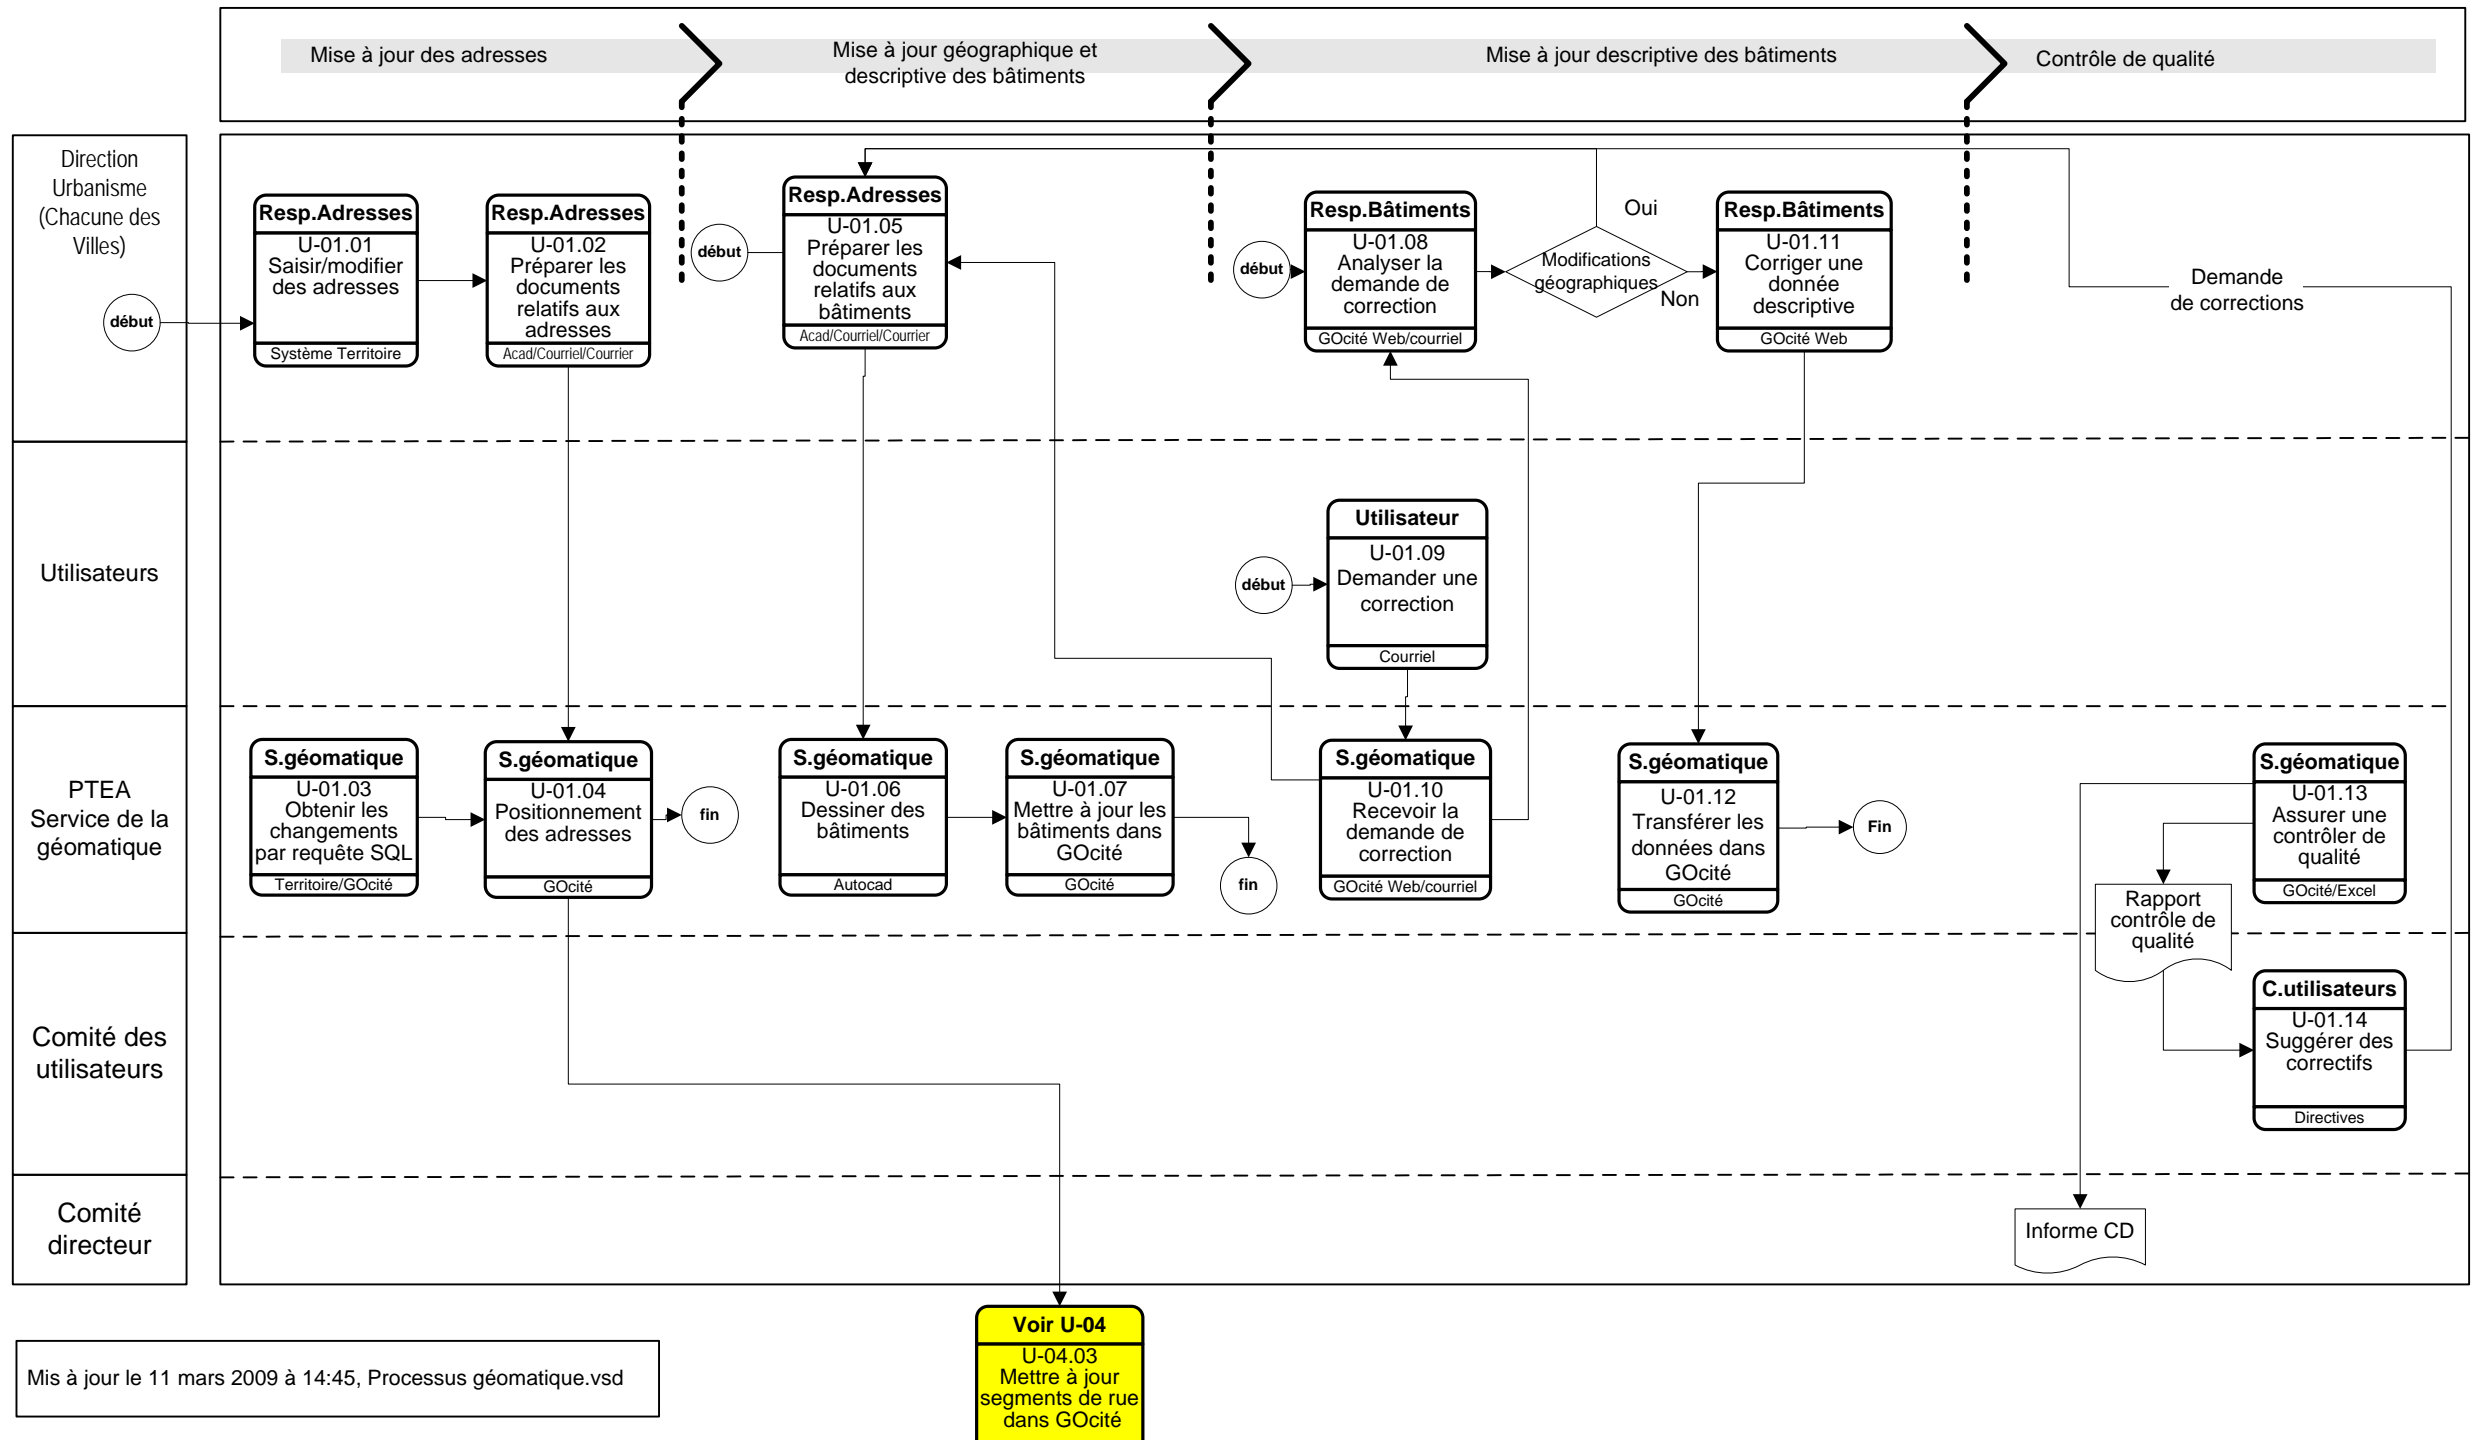 Mise à jour des adresses
Mise à jour géographique et
descriptive des bâtiments
Mise à jour descriptive des bâtiments
Contrôle de qualité
Direction
Urbanisme
(Chacune des
Villes)
début
Resp.Adresses
U-01.01
Saisir/modifier
des adresses
Système Territoire
Resp.Adresses
U-01.02
Préparer les
documents
relatifs aux
adresses
Acad/Courriel/Courrier
début
Resp.Adresses
U-01.05
Préparer les
documents
relatifs aux
bâtiments
Acad/Courriel/Courrier
début
Resp.Bâtiments
U-01.08
Analyser la
demande de
correction
GOcité Web/courriel
Modifications
géographiques
Oui
Non
Resp.Bâtiments
U-01.11
Corriger une
donnée
descriptive
GOcité Web
Demande
de corrections
Utilisateurs
début
Utilisateur
U-01.09
Demander une
correction
Courriel
PTEA
Service de la
géomatique
S.géomatique
U-01.03
Obtenir les
changements
par requête SQL
Territoire/GOcité
S.géomatique
U-01.04
Positionnement
des adresses
GOcité
fin
S.géomatique
U-01.06
Dessiner des
bâtiments
Autocad
S.géomatique
U-01.07
Mettre à jour les
bâtiments dans
GOcité
GOcité
fin
S.géomatique
U-01.10
Recevoir la
demande de
correction
GOcité Web/courriel
S.géomatique
U-01.12
Transférer les
données dans
GOcité
GOcité
Fin
S.géomatique
U-01.13
Assurer une
contrôler de
qualité
GOcité/Excel
Rapport
contrôle de
qualité
Comité des
utilisateurs
C.utilisateurs
U-01.14
Suggérer des
correctifs
Directives
Comité
directeur
Informe CD
Voir U-04
U-04.03
Mettre à jour
segments de rue
dans GOcité
Mis à jour le 11 mars 2009 à 14:45, Processus géomatique.vsd